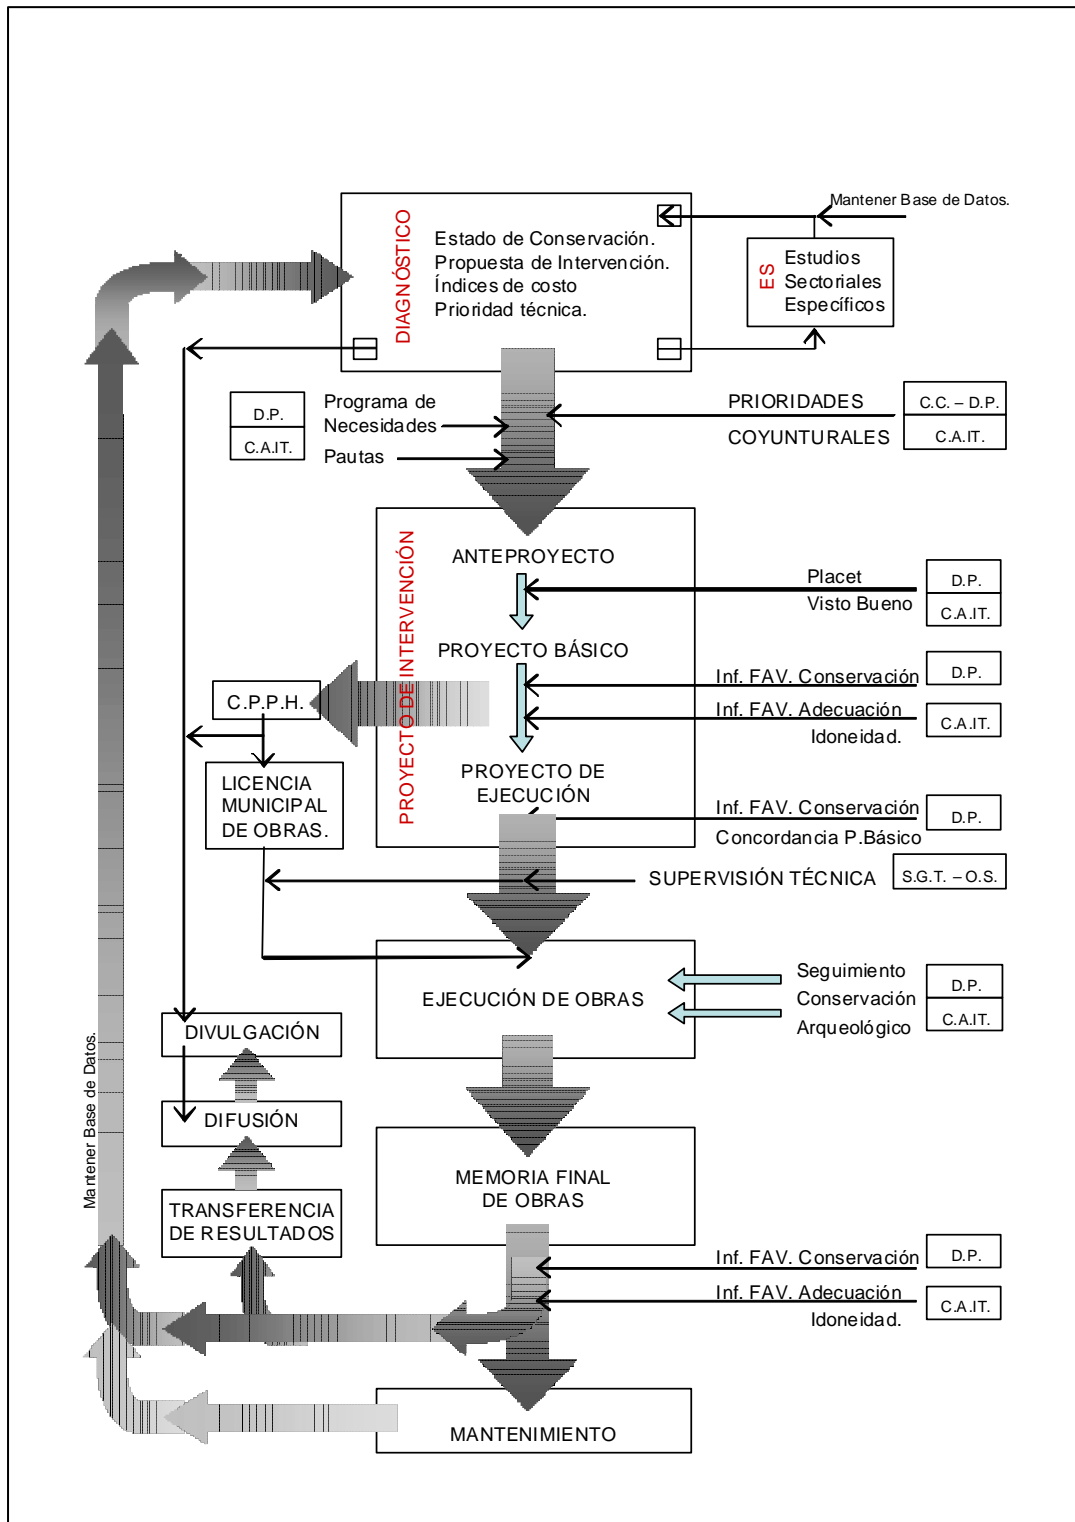 Mantener Base de Datos.
DIAGNÓSTICO
Estado de Conservación.
Propuesta de Intervención.
Índices de costo
Prioridad técnica.
ES
Estudios
Sectoriales
Específicos
D.P.
C.A.IT.
Programa de
Necesidades
Pautas
PRIORIDADES
COYUNTURALES
C.C. – D.P.
C.A.IT.
PROYECTO DE INTERVENCIÓN
ANTEPROYECTO
Placet
Visto Bueno
D.P.
C.A.IT.
PROYECTO BÁSICO
Inf. FAV. Conservación
D.P.
Inf. FAV. Adecuación
Idoneidad.
C.A.IT.
C.P.P.H.
LICENCIA
MUNICIPAL
DE OBRAS.
PROYECTO DE
EJECUCIÓN
Inf. FAV. Conservación
Concordancia P.Básico
D.P.
SUPERVISIÓN TÉCNICA
S.G.T. – O.S.
EJECUCIÓN DE OBRAS
Seguimiento
Conservación
Arqueológico
D.P.
C.A.IT.
DIVULGACIÓN
DIFUSIÓN
TRANSFERENCIA
DE RESULTADOS
Mantener Base de Datos.
MEMORIA FINAL
DE OBRAS
Inf. FAV. Conservación
D.P.
Inf. FAV. Adecuación
Idoneidad.
C.A.IT.
MANTENIMIENTO